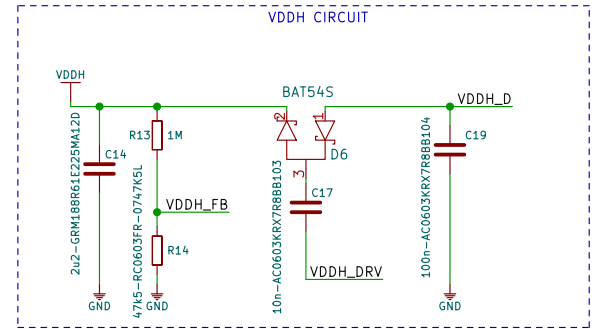 VDDH CIRCUIT
VDDH
BAT54S
VDDH_D
2
1
R13
1M
C14
2u2-GRM188R61E225MA12D
D6
C19
100n-AC0603KRX7R8BB104
3
C17
10n-AC0603KRX7R8BB103
VDDH_FB
47k5-RC0603FR-0747K5L
R14
VDDH_DRV
GND
GND
GND